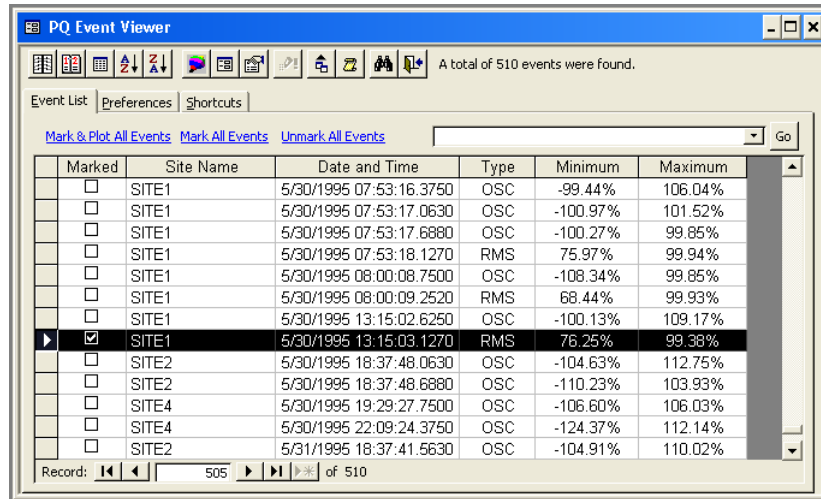 PQ Event Viewer
A total of 510 events were found.
Event List Preferences Shortcuts
Mark & Plot All Events Mark All Events Unmark All Events Go
Marked Site Name Date and Time Type Minimum Maximum
SITE1 5/30/1995 07:53:16.3750 OSC -99.44% 106.04%
SITE1 5/30/1995 07:53:17.0630 OSC -100.97% 101.52%
SITE1 5/30/1995 07:53:17.6880 OSC -100.27% 99.85%
SITE1 5/30/1995 07:53:18.1270 RMS 75.97% 99.94%
SITE1 5/30/1995 08:00:08.7500 OSC -108.34% 99.85%
SITE1 5/30/1995 08:00:09.2520 RMS 68.44% 99.93%
SITE1 5/30/1995 13:15:02.6250 OSC -100.13% 109.17%
SITE1 5/30/1995 13:15:03.1270 RMS 76.25% 99.38%
SITE2 5/30/1995 18:37:48.0630 OSC -104.63% 112.75%
SITE2 5/30/1995 18:37:48.6880 OSC -110.23% 103.93%
SITE4 5/30/1995 19:29:27.7500 OSC -106.60% 106.03%
SITE4 5/30/1995 22:09:24.3750 OSC -124.37% 112.14%
SITE2 5/31/1995 18:37:41.5630 OSC -104.91% 110.02%
Record: 505 of 510